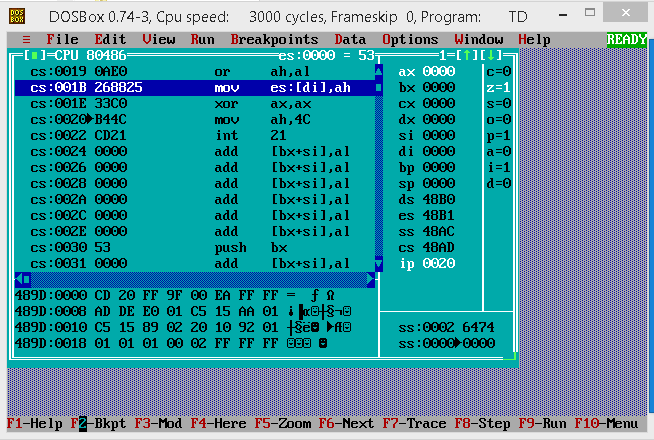 DOSBox 0.74-3, Cpu speed: 3000 cycles, Frameskip 0, Program: TD
≡ File Edit View Run Breakpoints Data Options Window Help READY
[■]=CPU 80486 es:0000 = 53 1=[↑][↓]
cs:0019 0AE0 or ah,al ax 0000 c=0
cs:001B 268825 mov es:[di],ah bx 0000 z=1
cs:001E 33C0 xor ax,ax cx 0000 s=0
cs:0020►B44C mov ah,4C dx 0000 o=0
cs:0022 CD21 int 21 si 0000 p=1
cs:0024 0000 add [bx+si],al di 0000 a=0
cs:0026 0000 add [bx+si],al bp 0000 i=1
cs:0028 0000 add [bx+si],al sp 0000 d=0
cs:002A 0000 add [bx+si],al ds 48B0
cs:002C 0000 add [bx+si],al es 48B1
cs:002E 0000 add [bx+si],al ss 48AC
cs:0030 53 push bx cs 48AD
cs:0031 0000 add [bx+si],al ip 0020
489D:0000 CD 20 FF 9F 00 EA FF FF = ƒ Ω
489D:0008 AD DE E0 01 C5 15 AA 01 ¡▐α☺┼§¬☺
489D:0010 C5 15 89 02 20 10 92 01 ┼§ë☻ ►Æ☺ ss:0002 6474
489D:0018 01 01 01 00 02 FF FF FF ☺☺☺ ☻ ss:0000►0000
F1-Help F2-Bkpt F3-Mod F4-Here F5-Zoom F6-Next F7-Trace F8-Step F9-Run F10-Menu